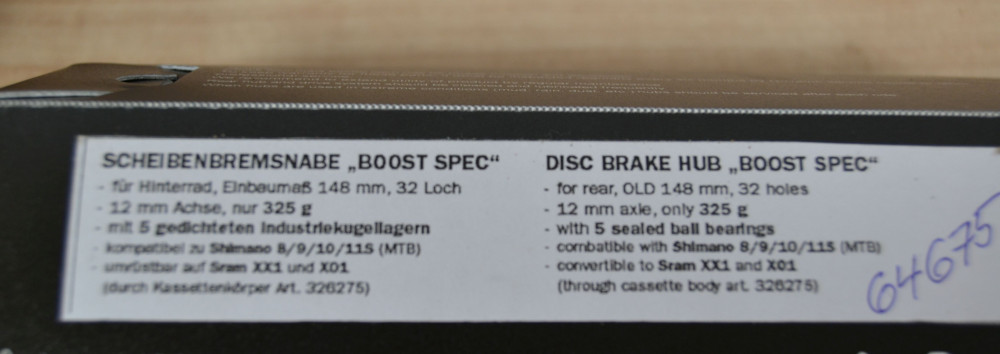 SCHEIBENBREMSNABE „BOOST SPEC“
- für Hinterrad, Einbaumaß 148 mm, 32 Loch
- 12 mm Achse, nur 325 g
- mit 5 gedichteten Industriekugellagern
- kompatibel zu Shimano 8/9/10/11S (MTB)
- umrüstbar auf Sram XX1 und X01
(durch Kassettenkörper Art. 326275)
DISC BRAKE HUB „BOOST SPEC“
- for rear, OLD 148 mm, 32 holes
- 12 mm axle, only 325 g
- with 5 sealed ball bearings
- combatible with Shimano 8/9/10/11S (MTB)
- convertible to Sram XX1 and X01
(through cassette body art. 326275)
64675